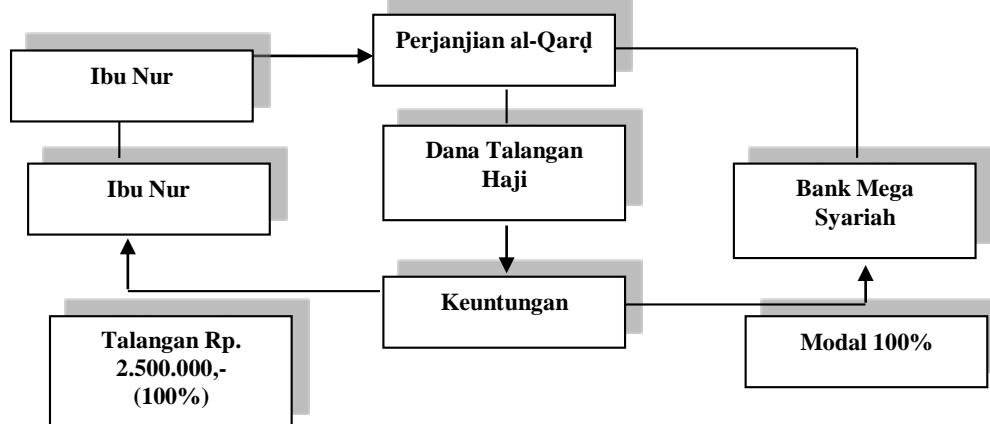 Perjanjian al-Qarḍ
Ibu Nur
Dana Talangan
Haji
Ibu Nur
Bank Mega
Syariah
Keuntungan
Talangan Rp.
2.500.000,-
(100%)
Modal 100%